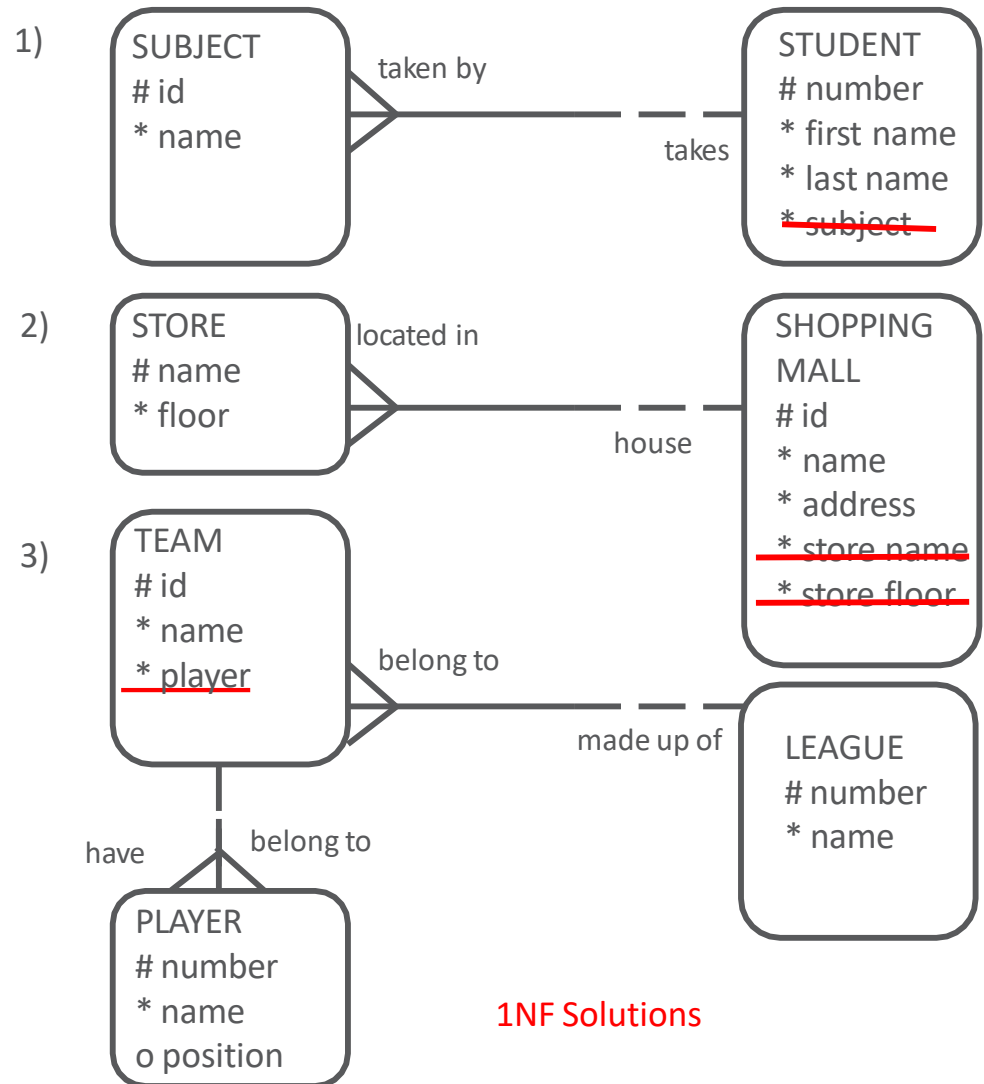 1)
SUBJECT
# id
* name
taken by
takes
STUDENT
# number
* first name
* last name
* subject
2)
STORE
# name
* floor
located in
house
SHOPPING
MALL
# id
* name
* address
* store name
* store floor
3)
TEAM
# id
* name
* player
belong to
made up of
LEAGUE
# number
* name
have
belong to
PLAYER
# number
* name
o position
1NF Solutions